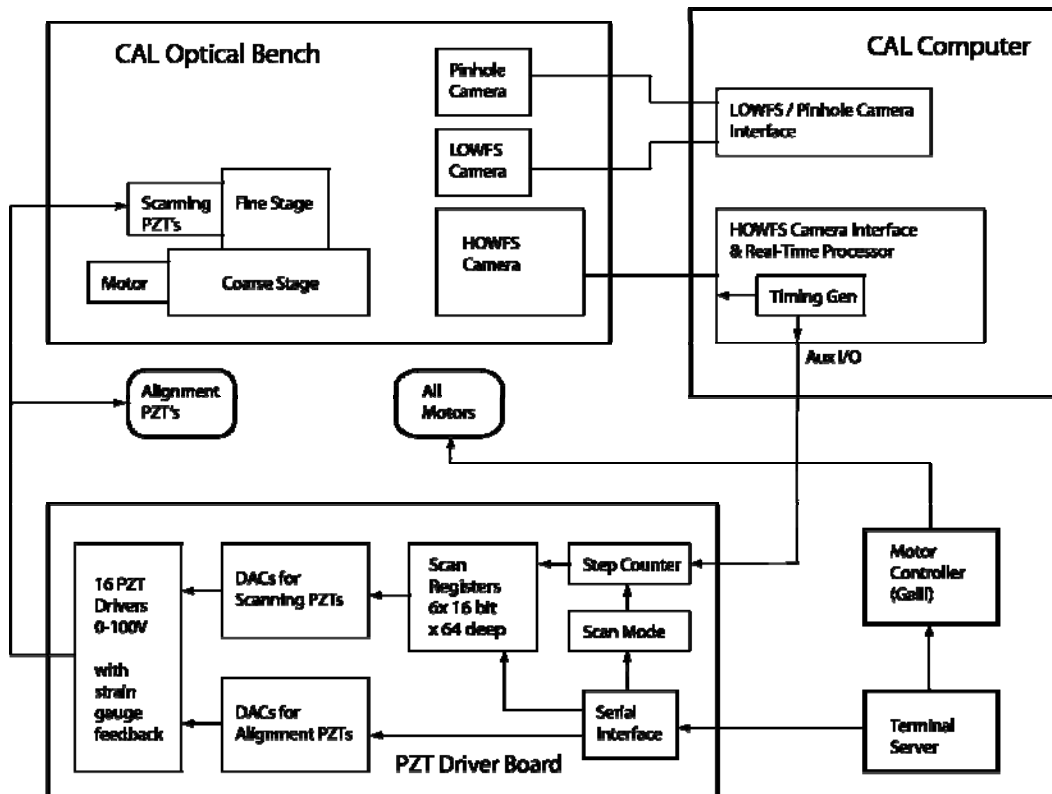 CAL Optical Bench
Pinhole
Camera
LOWFS
Camera
Scanning
PZT's
Fine Stage
HOWFS
Camera
Motor
Coarse Stage
CAL Computer
LOWFS / Pinhole Camera
Interface
HOWFS Camera Interface
& Real-Time Processor
Timing Gen
Aux I/O
Alignment
PZT's
All
Motors
16 PZT
Drivers
0-100V
with
strain
gauge
feedback
DACs for
Scanning PZTs
Scan
Registers
6x 16 bit
x 64 deep
Step Counter
Scan Mode
DACs for
Alignment PZTs
Serial
Interface
PZT Driver Board
Motor
Controller
(Galil)
Terminal
Server